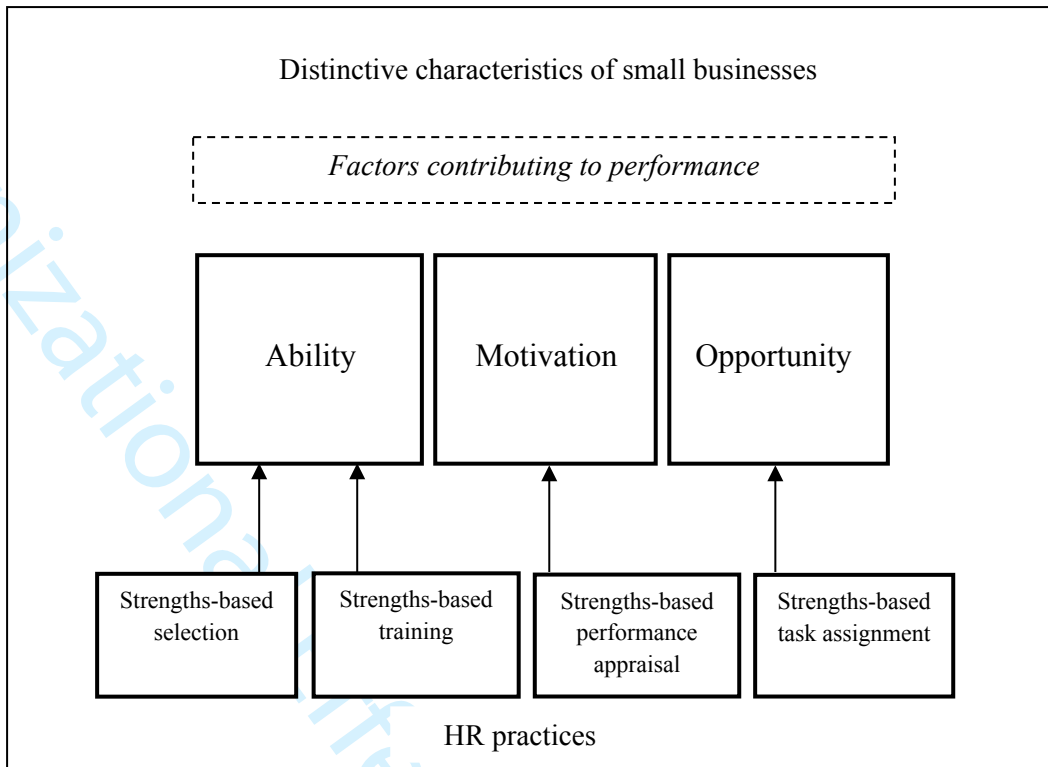 Distinctive characteristics of small businesses
Factors contributing to performance
Ability
Motivation
Opportunity
Strengths-based
selection
Strengths-based
training
Strengths-based
performance
appraisal
Strengths-based
task assignment
HR practices